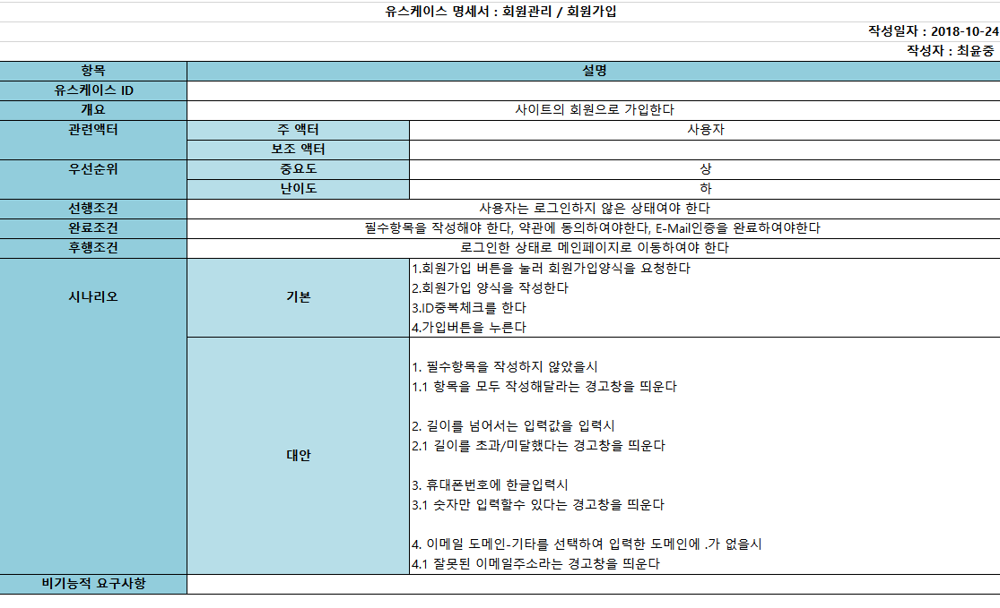 유스케이스 명세서 : 회원관리 / 회원가입
작성일자 : 2018-10-24
작성자 : 최윤중
항목 설명
유스케이스 ID
개요 사이트의 회원으로 가입한다
관련액터 주 액터 사용자
보조 액터
우선순위 중요도 상
난이도 하
선행조건 사용자는 로그인하지 않은 상태여야 한다
완료조건 필수항목을 작성해야 한다, 약관에 동의하여야한다, E-Mail인증을 완료하여야한다
후행조건 로그인한 상태로 메인페이지로 이동하여야 한다
시나리오 기본
1.회원가입 버튼을 눌러 회원가입양식을 요청한다
2.회원가입 양식을 작성한다
3.ID중복체크를 한다
4.가입버튼을 누른다
대안
1. 필수항목을 작성하지 않았을시
1.1 항목을 모두 작성해달라는 경고창을 띄운다
2. 길이를 넘어서는 입력값을 입력시
2.1 길이를 초과/미달했다는 경고창을 띄운다
3. 휴대폰번호에 한글입력시
3.1 숫자만 입력할수 있다는 경고창을 띄운다
4. 이메일 도메인-기타를 선택하여 입력한 도메인에 .가 없을시
4.1 잘못된 이메일주소라는 경고창을 띄운다
비기능적 요구사항